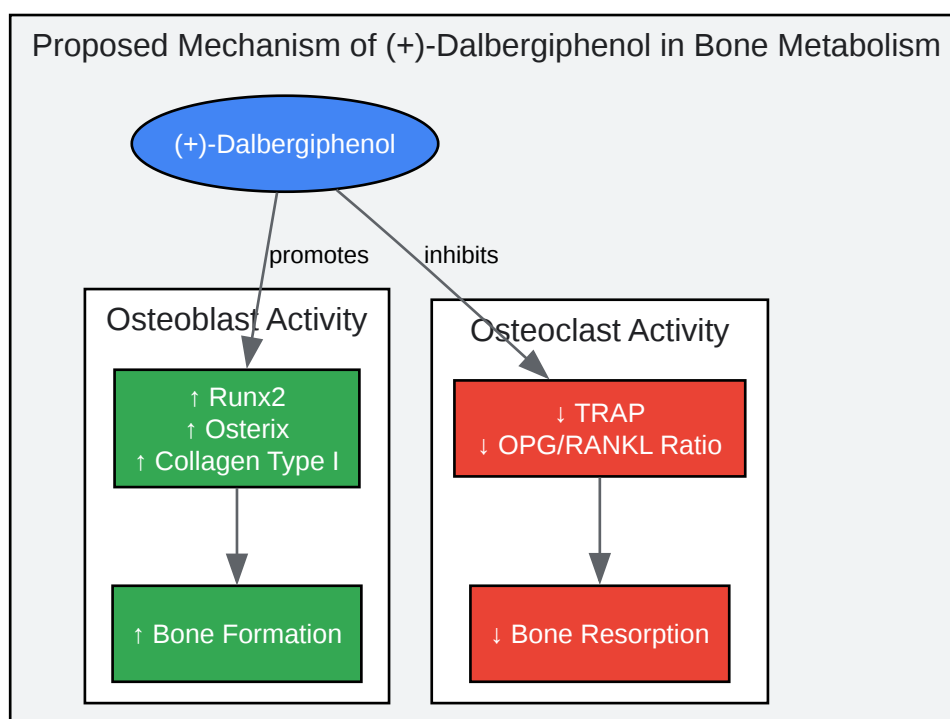 Proposed Mechanism of (+)-Dalbergiphenol in Bone Metabolism
(+)-Dalbergiphenol
promotes
inhibits
Osteoblast Activity
↑ Runx2
↑ Osterix
↑ Collagen Type I
↑ Bone Formation
Osteoclast Activity
↓ TRAP
↓ OPG/RANKL Ratio
↓ Bone Resorption